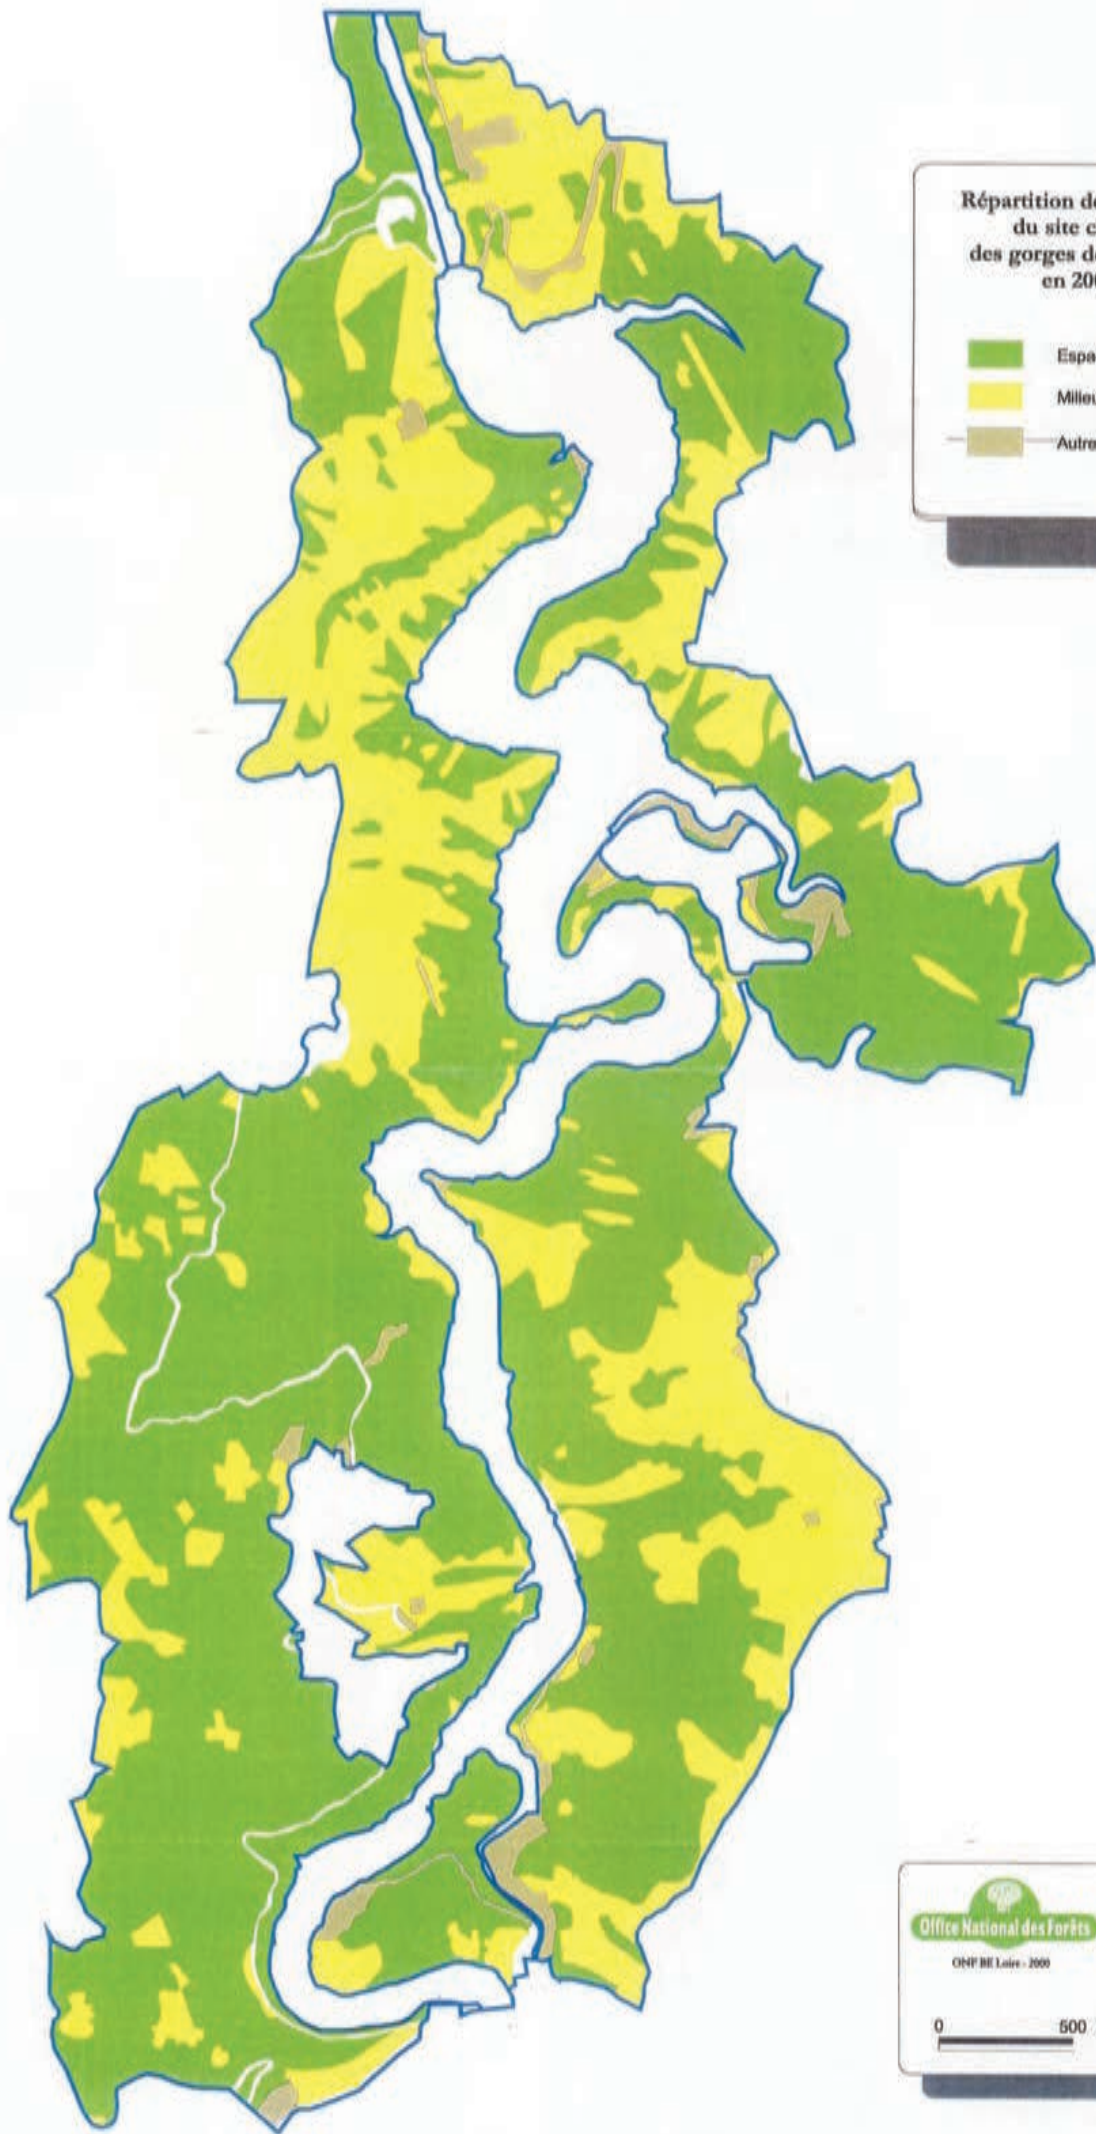 Répartition de
du site c
des gorges de
en 200
Espa
Milieu
Autre
Office National des Forêts
ONF BE Loire - 2000
0 500